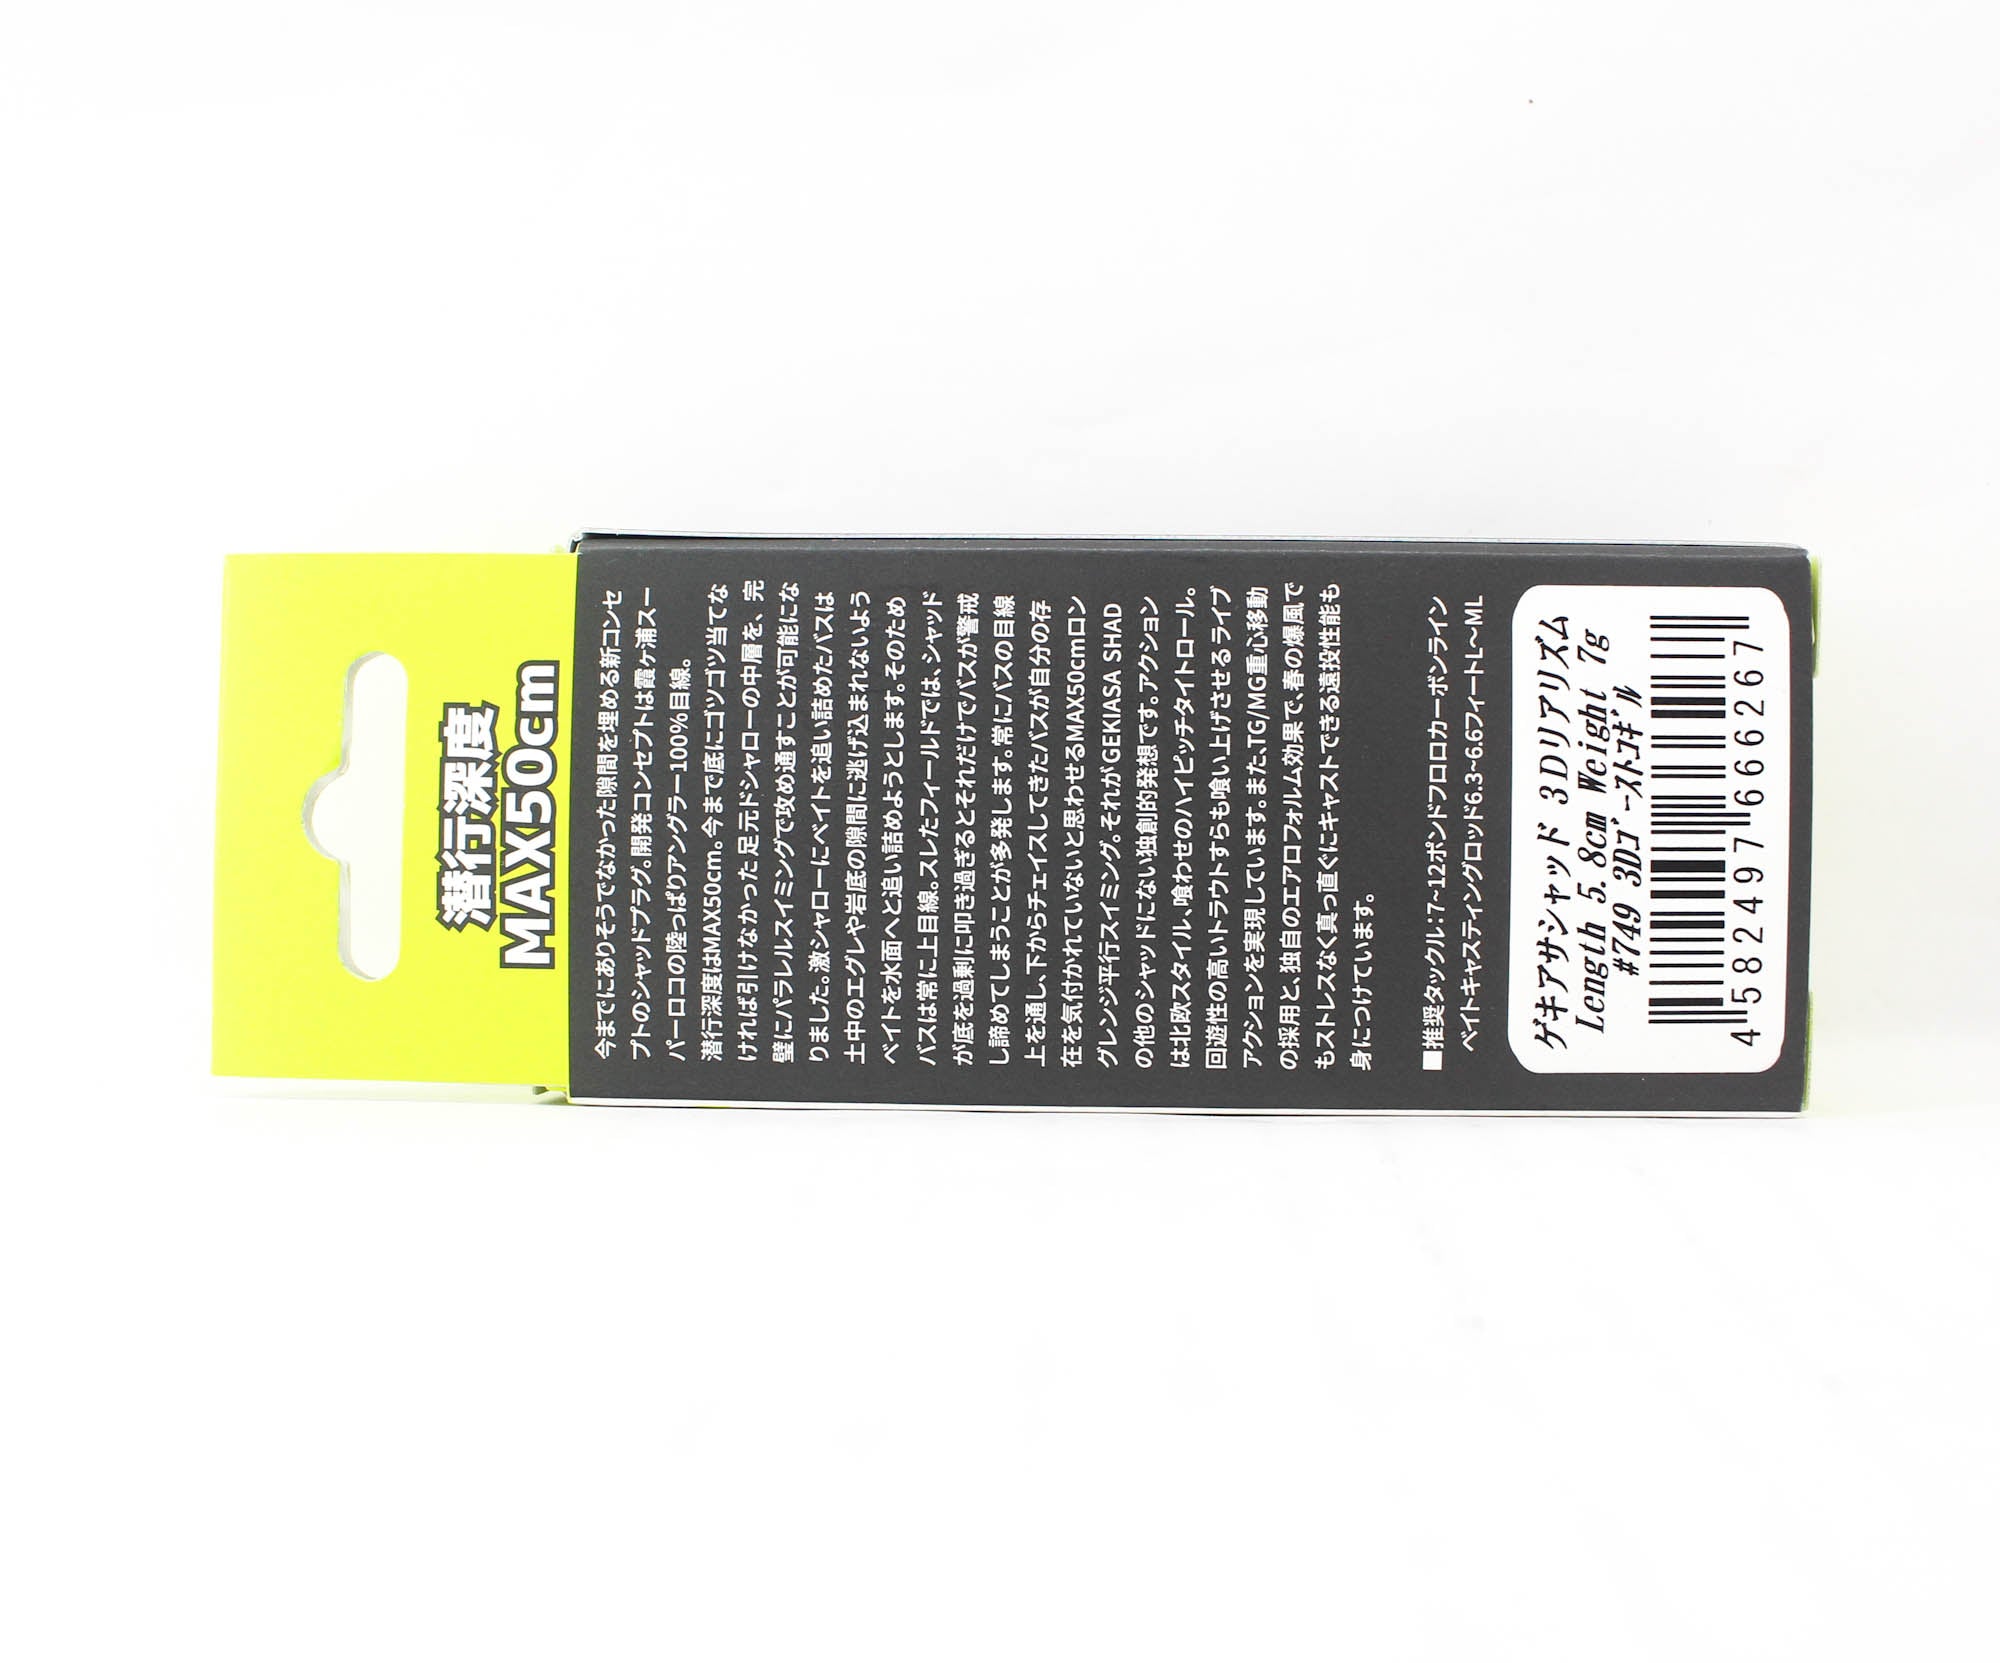 潜行深度
MAX50cm
今までにありそうでなかった隙間を埋める新コンセ
プトのシャッドプラグ。開発コンセプトは霞ヶ浦スー
パーロコの陸っぱりアングラー100%目線。
潜行深度はMAX50cm。今まで底にゴツゴツ当てな
ければ引けなかった足元ドシャローの中層を、完
璧にパラレルスイミングで攻め通すことが可能にな
りました。激シャローにベイトを追い詰めたバスは
土中のエグレや岩底の隙間に逃げ込まれないよう
ベイトを水面へと追い詰めようとします。そのため
バスは常に上目線。スレたフィールドでは、シャッド
が底を過剰に叩き過ぎるとそれだけでバスが警戒
し諦めてしまうことが多発します。常にバスの目線
上を通し、下からチェイスしてきたバスが自分の存
在を気付かれていないと思わせるMAX50cmロン
グレンジ平行スイミング。それがGEKIASA SHAD
の他のシャッドにない独創的発想です。アクション
は北欧スタイル、喰わせのハイピッチタイトロール。
回遊性の高いトラウトすらも喰い上げさせるライブ
アクションを実現しています。また、TG/MG重心移動
の採用と、独自のエアロフォルム効果で、春の爆風で
もストレスなく真っ直ぐにキャストできる遠投性能も
身につけています。
■推奨タックル：7~12ポンドフロロカーボンライン
ベイトキャスティングロッド6.3~6.6フィートL~ML
ゲキアサシャッド 3Dリアリズム
Length 5.8cm Weight 7g
#749 3Dゴーストコギル
4582497666267